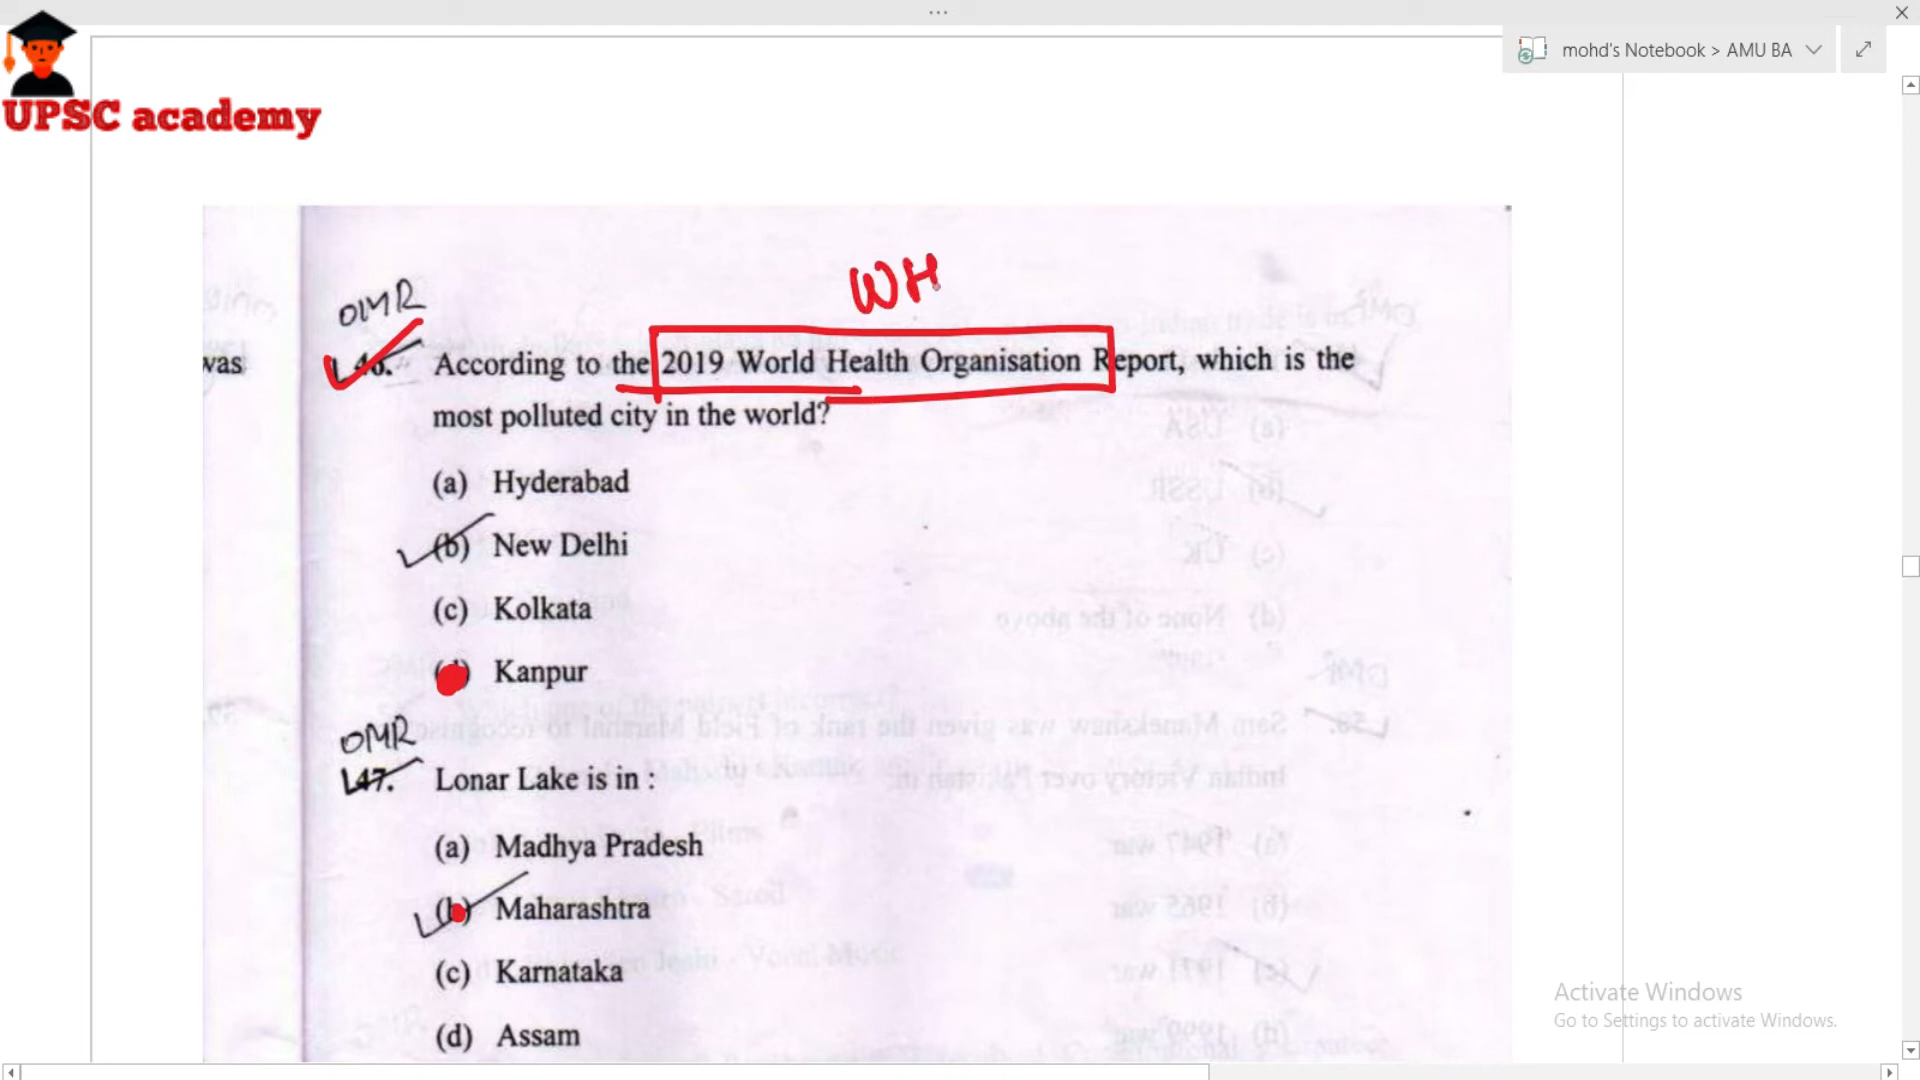 mohd's Notebook > AMU BA
UPSC academy
WH
OMR
was
46. According to the 2019 World Health Organisation Report, which is the
most polluted city in the world?
(a) Hyderabad
(b) New Delhi
(c) Kolkata
Kanpur
OMR
47. Lonar Lake is in :
(a) Madhya Pradesh
(b) Maharashtra
(c) Karnataka
(d) Assam
Activate Windows
Go to Settings to activate Windows.